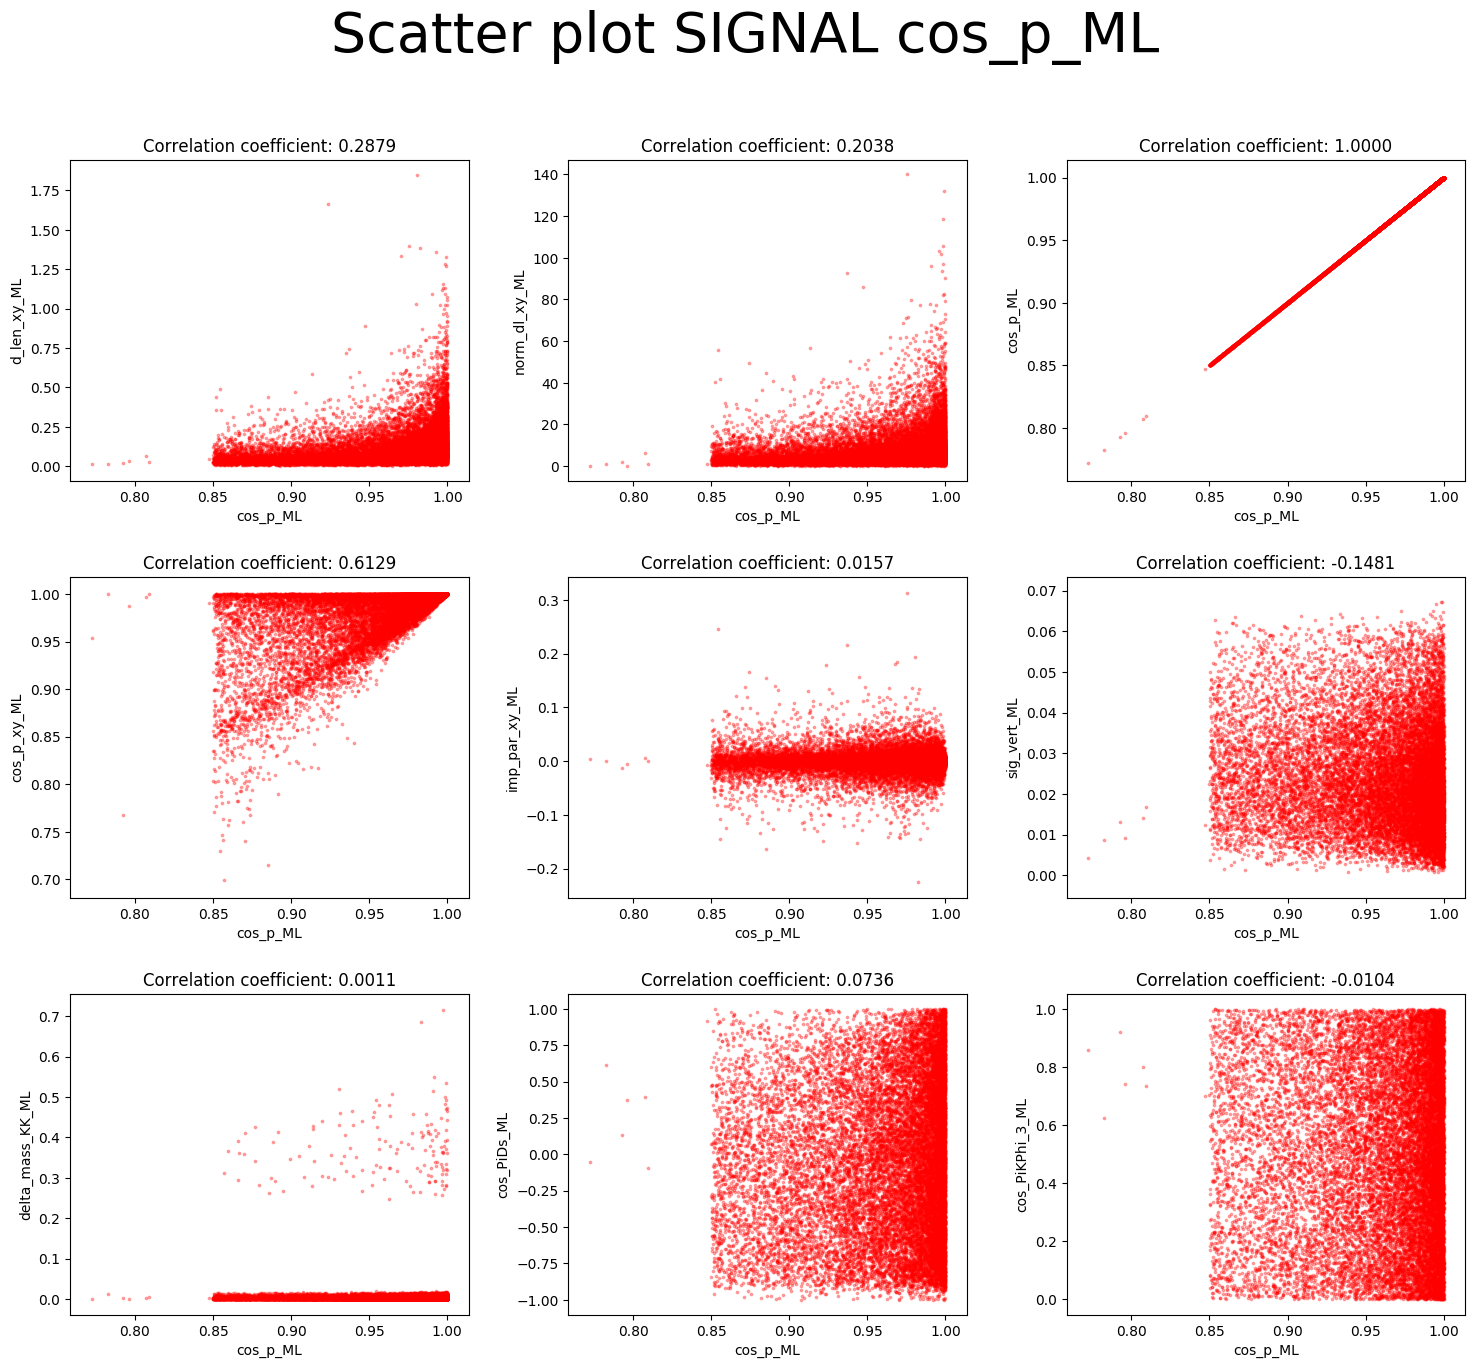 Scatter plot SIGNAL cos_p_ML
Correlation coefficient: 0.2879
1.75
1.50
1.25
1.00
0.75
0.50
0.25
0.00
d_len_xy_ML
0.80 0.85 0.90 0.95 1.00
cos_p_ML
Correlation coefficient: 0.2038
140
120
100
80
60
40
20
0
norm_dl_xy_ML
0.80 0.85 0.90 0.95 1.00
cos_p_ML
Correlation coefficient: 1.0000
1.00
0.95
0.90
0.85
0.80
cos_p_ML
0.80 0.85 0.90 0.95 1.00
cos_p_ML
Correlation coefficient: 0.6129
1.00
0.95
0.90
0.85
0.80
0.75
0.70
cos_p_xy_ML
0.80 0.85 0.90 0.95 1.00
cos_p_ML
Correlation coefficient: 0.0157
0.3
0.2
0.1
0.0
−0.1
−0.2
imp_par_xy_ML
0.80 0.85 0.90 0.95 1.00
cos_p_ML
Correlation coefficient: -0.1481
0.07
0.06
0.05
0.04
0.03
0.02
0.01
0.00
sig_vert_ML
0.80 0.85 0.90 0.95 1.00
cos_p_ML
Correlation coefficient: 0.0011
0.7
0.6
0.5
0.4
0.3
0.2
0.1
0.0
delta_mass_KK_ML
0.80 0.85 0.90 0.95 1.00
cos_p_ML
Correlation coefficient: 0.0736
1.00
0.75
0.50
0.25
0.00
−0.25
−0.50
−0.75
−1.00
cos_PiDs_ML
0.80 0.85 0.90 0.95 1.00
cos_p_ML
Correlation coefficient: -0.0104
1.0
0.8
0.6
0.4
0.2
0.0
cos_PiKPhi_3_ML
0.80 0.85 0.90 0.95 1.00
cos_p_ML